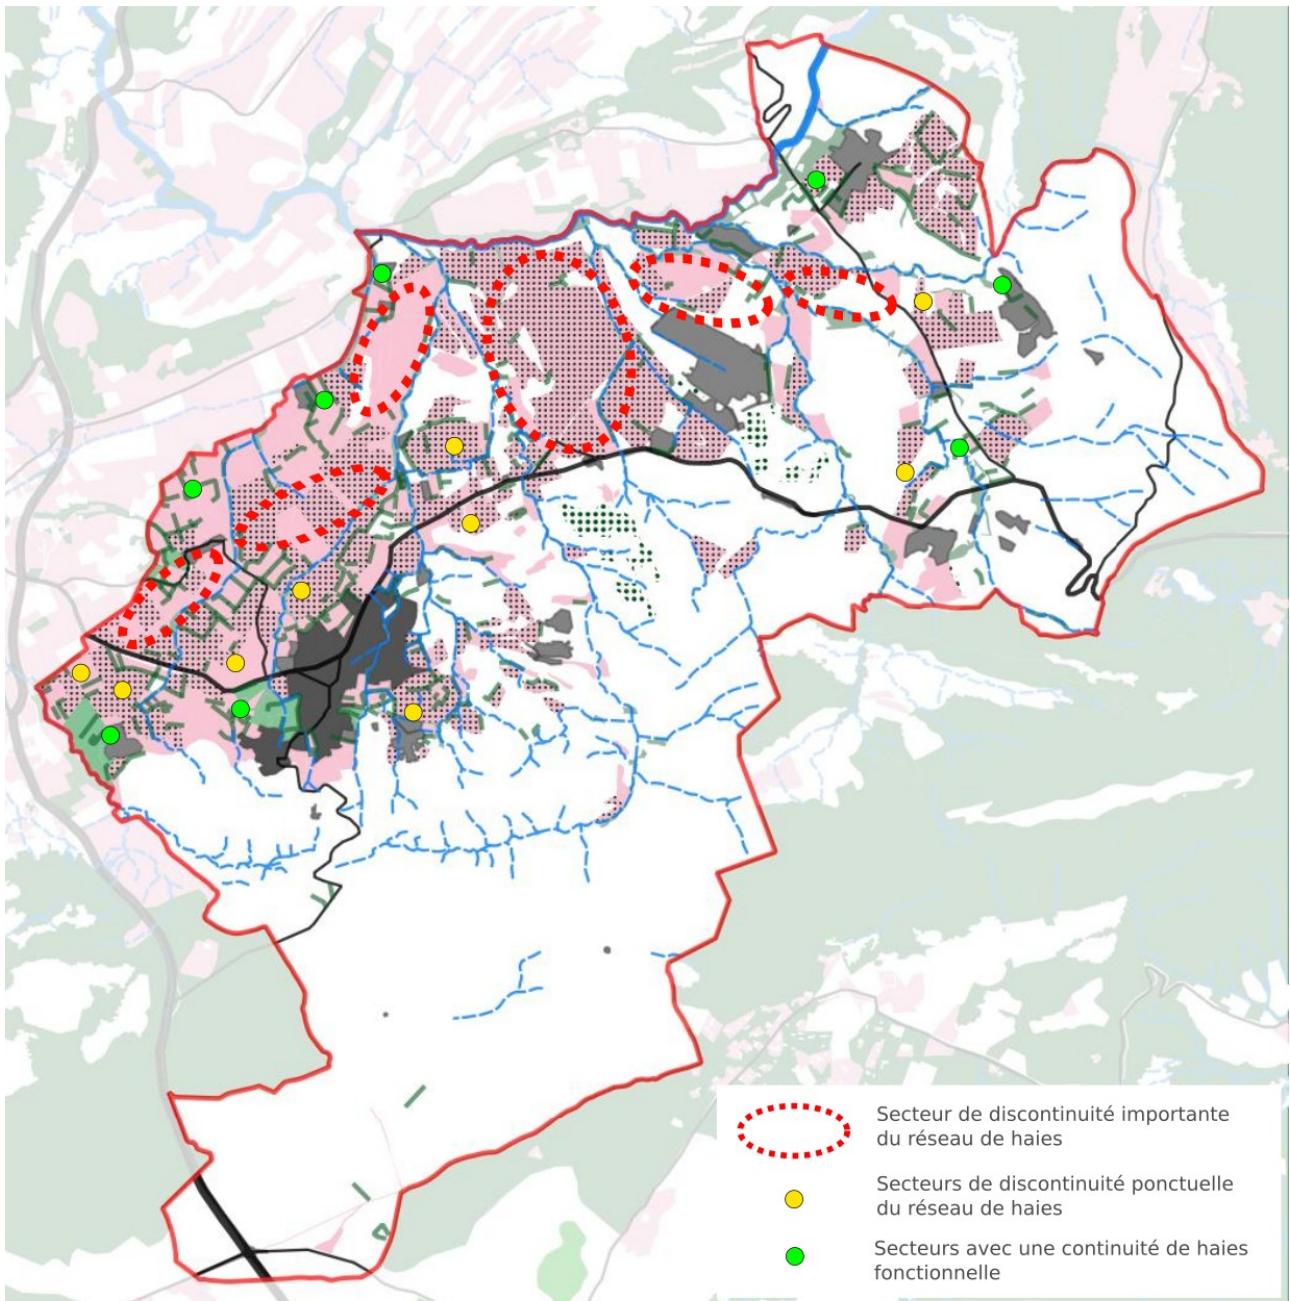 Secteur de discontinuité importante
du réseau de haies
Secteurs de discontinuité ponctuelle
du réseau de haies
Secteurs avec une continuité de haies
fonctionnelle